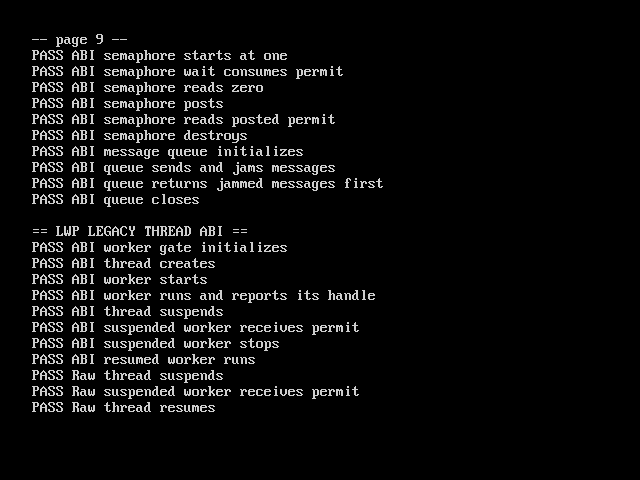 -- page 9 --
PASS ABI semaphore starts at one
PASS ABI semaphore wait consumes permit
PASS ABI semaphore reads zero
PASS ABI semaphore posts
PASS ABI semaphore reads posted permit
PASS ABI semaphore destroys
PASS ABI message queue initializes
PASS ABI queue sends and jams messages
PASS ABI queue returns jammed messages first
PASS ABI queue closes
== LWP LEGACY THREAD ABI ==
PASS ABI worker gate initializes
PASS ABI thread creates
PASS ABI worker starts
PASS ABI worker runs and reports its handle
PASS ABI thread suspends
PASS ABI suspended worker receives permit
PASS ABI suspended worker stops
PASS ABI resumed worker runs
PASS Raw thread suspends
PASS Raw suspended worker receives permit
PASS Raw thread resumes